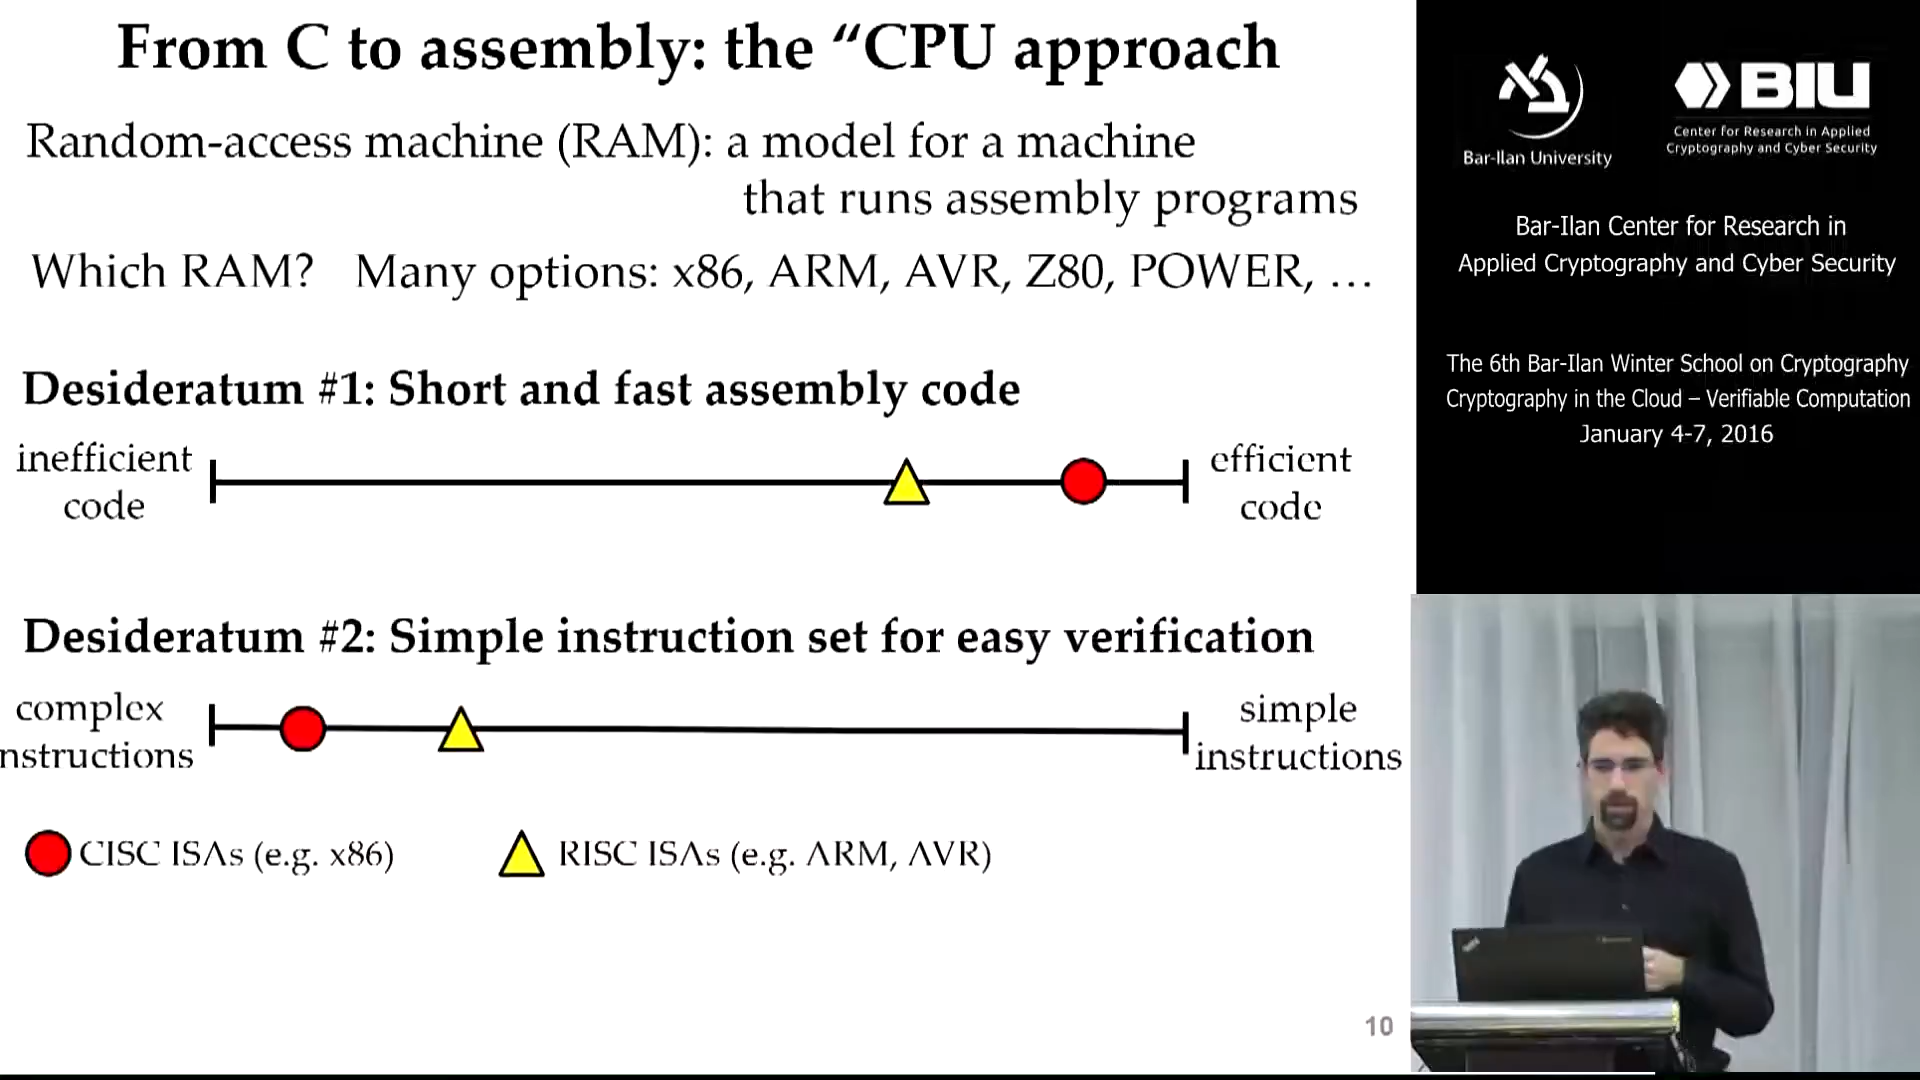 From C to assembly: the “CPU approach
Random-access machine (RAM): a model for a machine
that runs assembly programs
Which RAM? Many options: x86, ARM, AVR, Z80, POWER, …
Desideratum #1: Short and fast assembly code
inefficient
code
efficient
code
Desideratum #2: Simple instruction set for easy verification
complex
nstructions
simple
instructions
CISC ISAs (e.g. x86)
RISC ISAs (e.g. ARM, AVR)
10
Bar-Ilan University
BIU
Center for Research in Applied
Cryptography and Cyber Security
Bar-Ilan Center for Research in
Applied Cryptography and Cyber Security
The 6th Bar-Ilan Winter School on Cryptography
Cryptography in the Cloud – Verifiable Computation
January 4-7, 2016